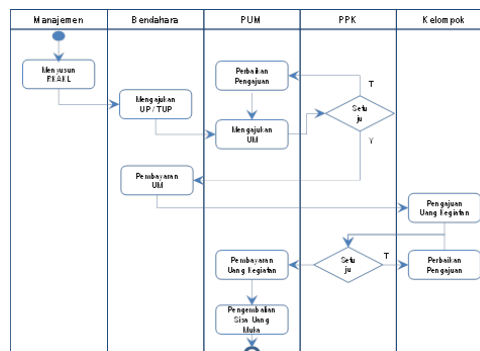 Manajemen
Bendahara
PUM
PPK
Kelompok
Menyusun
RKAKL
Mengajukan
UP / TUP
Perbaikan
Pengajuan
T
Setu
ju
Mengajukan
UM
Y
Pembayaran
UM
Pengajuan
Uang Kegiatan
Pembayaran
Uang Kegiatan
Setu
ju
T
Perbaikan
Pengajuan
Pengembalian
Sisa Uang
Muka